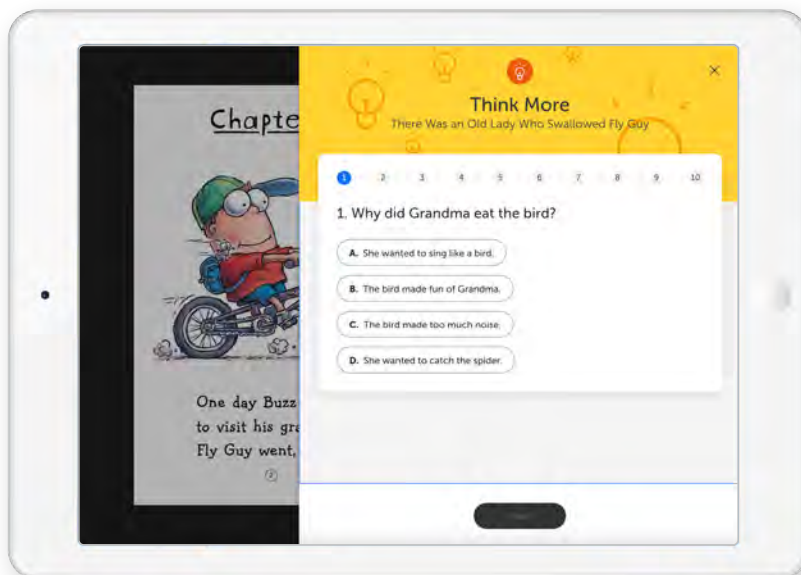 Chapte
One day Buzz
to visit his gra
Fly Guy went,
2
Think More
There Was an Old Lady Who Swallowed Fly Guy
1 2 3 4 5 6 7 8 9 10
1. Why did Grandma eat the bird?
A. She wanted to sing like a bird.
B. The bird made fun of Grandma.
C. The bird made too much noise.
D. She wanted to catch the spider.